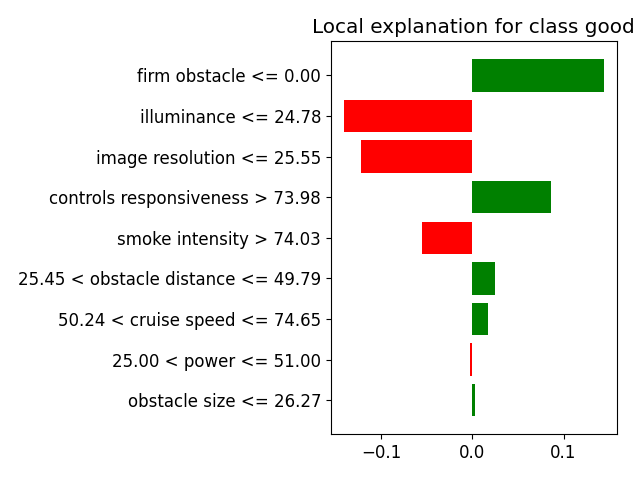 Local explanation for class good
firm obstacle <= 0.00
illuminance <= 24.78
image resolution <= 25.55
controls responsiveness > 73.98
smoke intensity > 74.03
25.45 < obstacle distance <= 49.79
50.24 < cruise speed <= 74.65
25.00 < power <= 51.00
obstacle size <= 26.27
−0.1 0.0 0.1